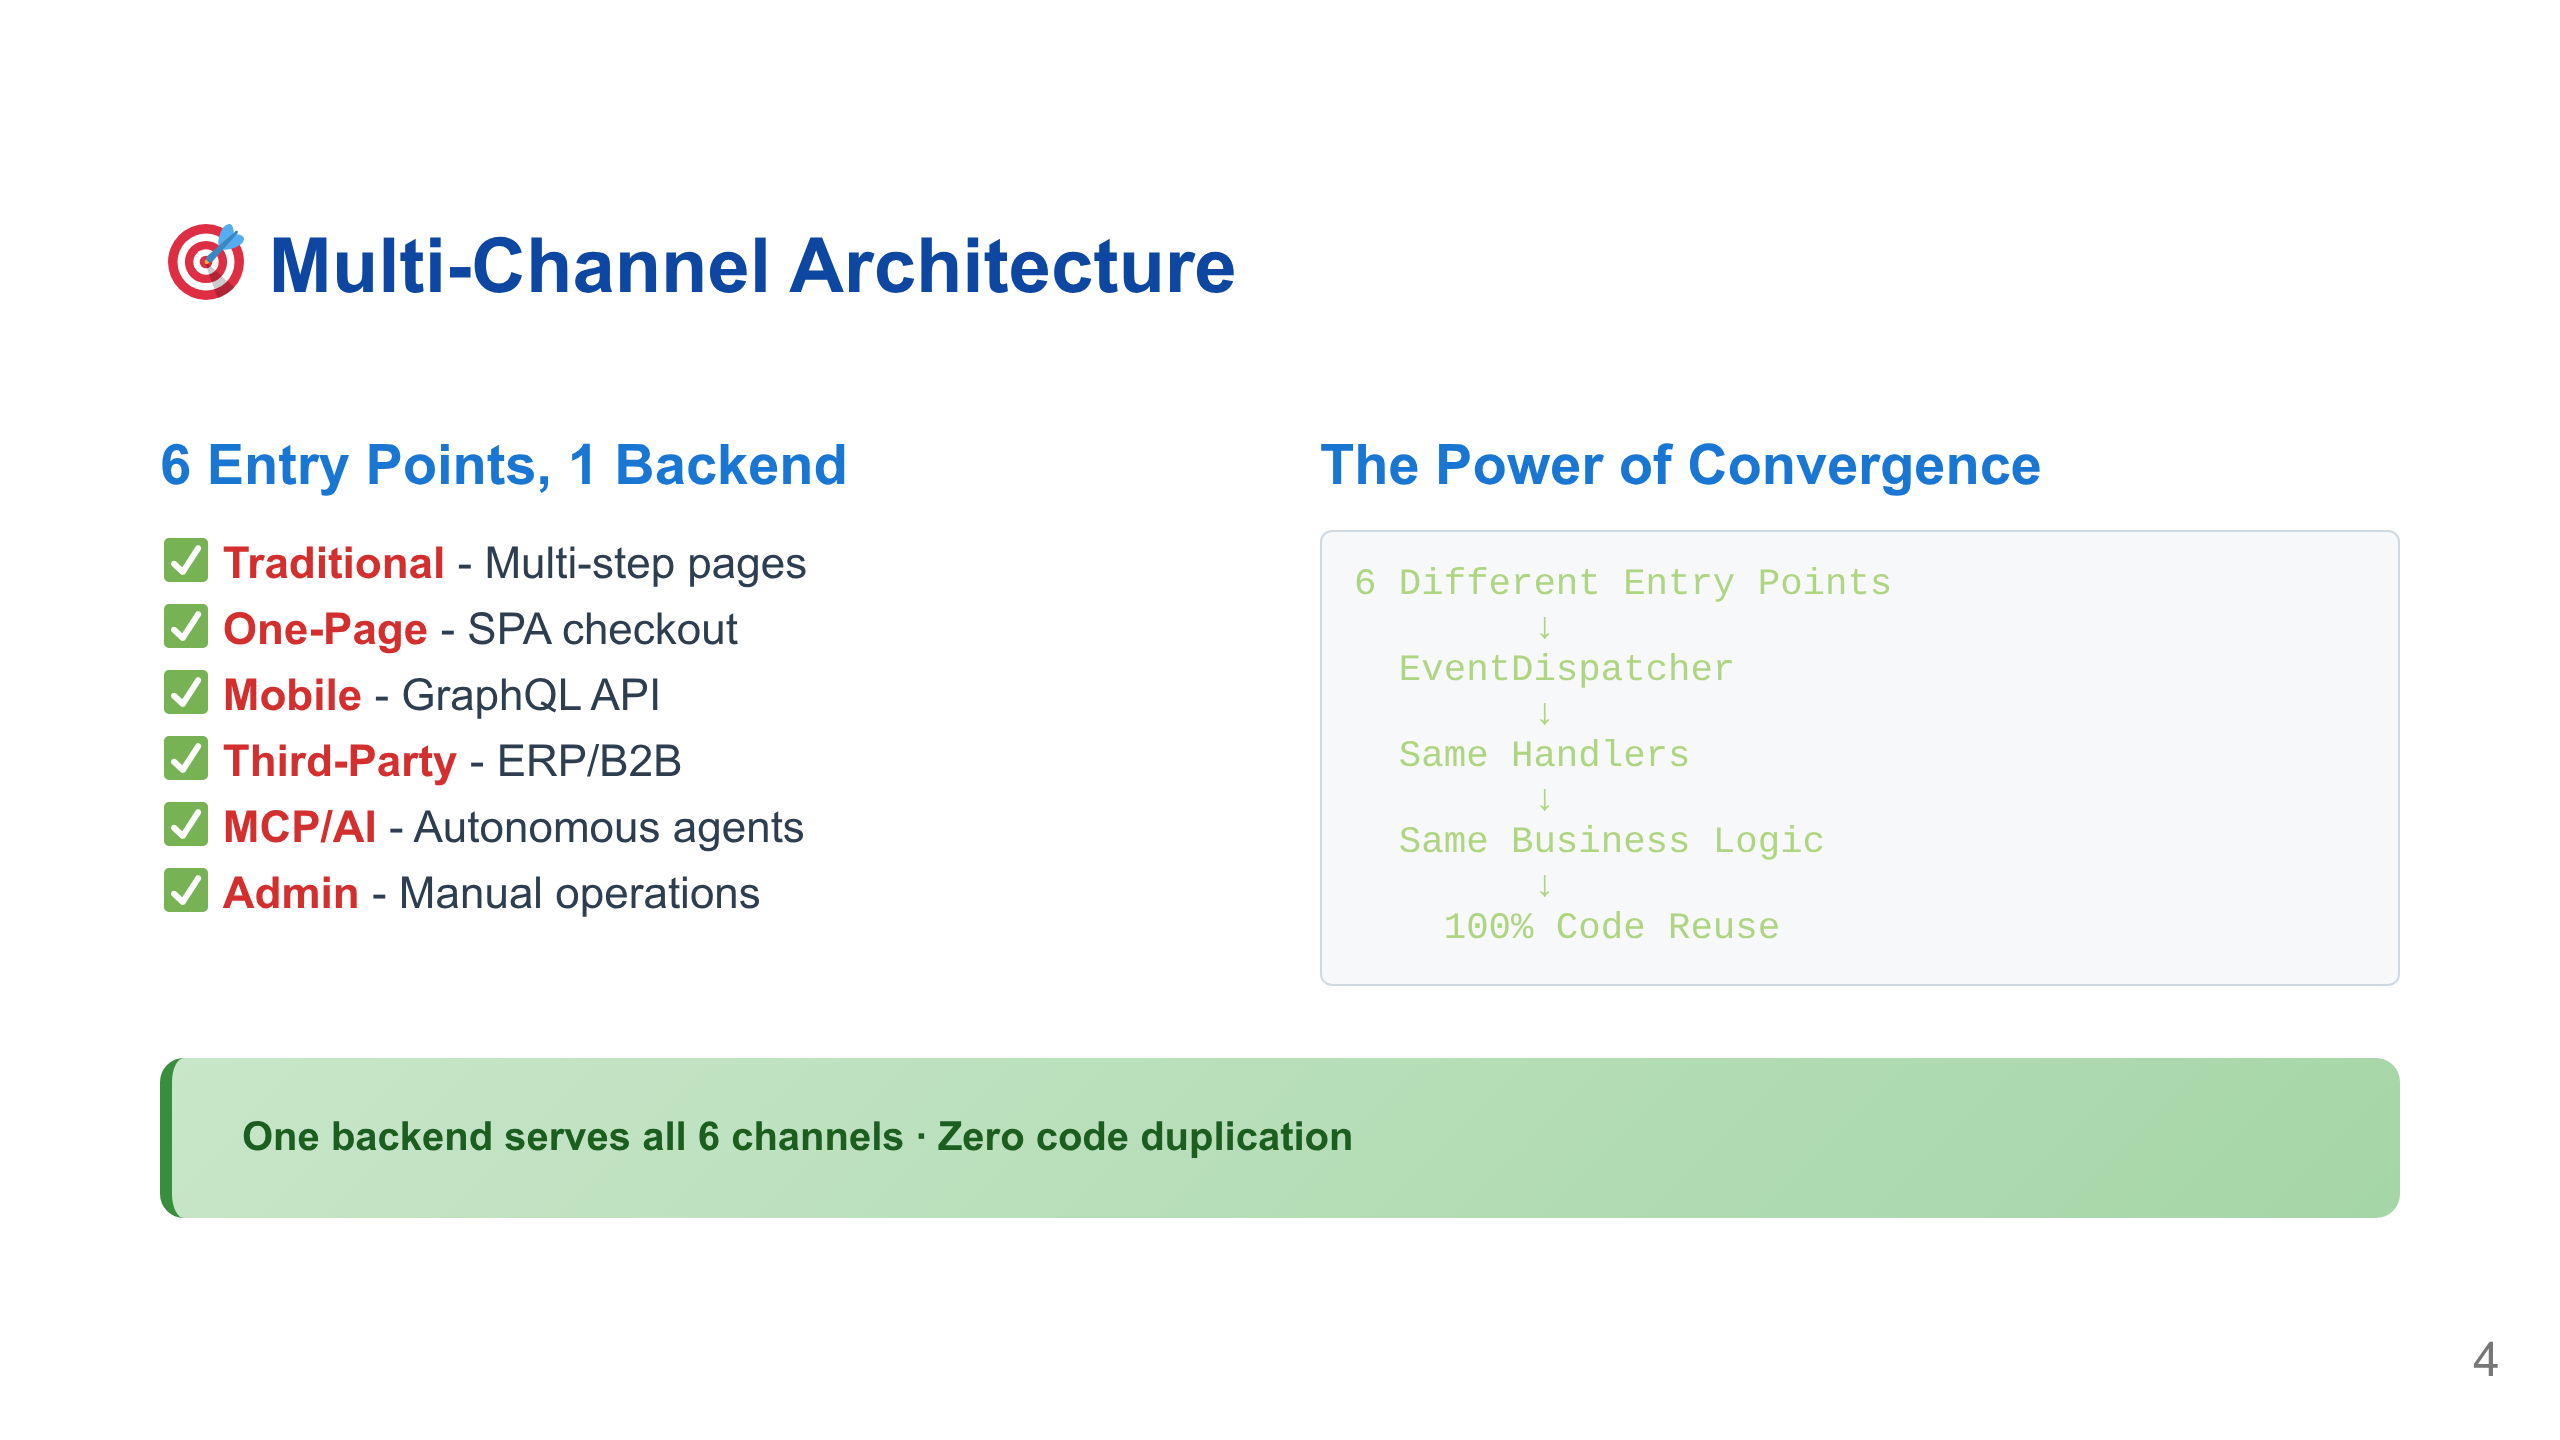 🎯 Multi-Channel Architecture
6 Entry Points, 1 Backend
✅ Traditional - Multi-step pages
✅ One-Page - SPA checkout
✅ Mobile - GraphQL API
✅ Third-Party - ERP/B2B
✅ MCP/AI - Autonomous agents
✅ Admin - Manual operations
The Power of Convergence
6 Different Entry Points
↓
EventDispatcher
↓
Same Handlers
↓
Same Business Logic
↓
100% Code Reuse
One backend serves all 6 channels · Zero code duplication
4